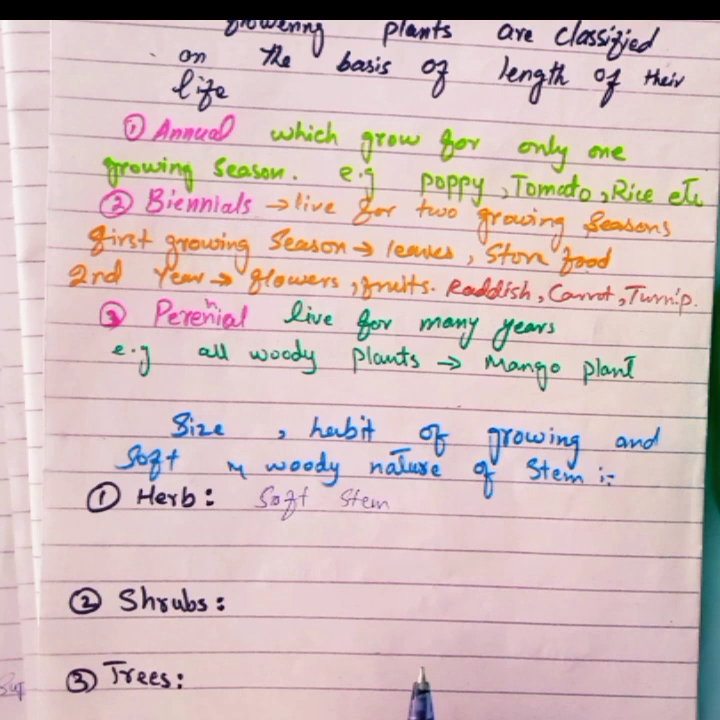 flowering plants are classified
on the basis of length of their
life
① Annual which grow for only one
growing season. e.g poppy, Tomato, Rice etc
② Biennials → live for two growing seasons
first growing season → leaves, Store food
2nd Year → flowers, fruits. Raddish, Carrot, Turnip.
③ Perennial live for many years
e.g all woody plants → Mango plant
Size, habit of growing and
Soft woody nature of Stem :-
① Herb: Soft Stem
② Shrubs:
③ Trees: